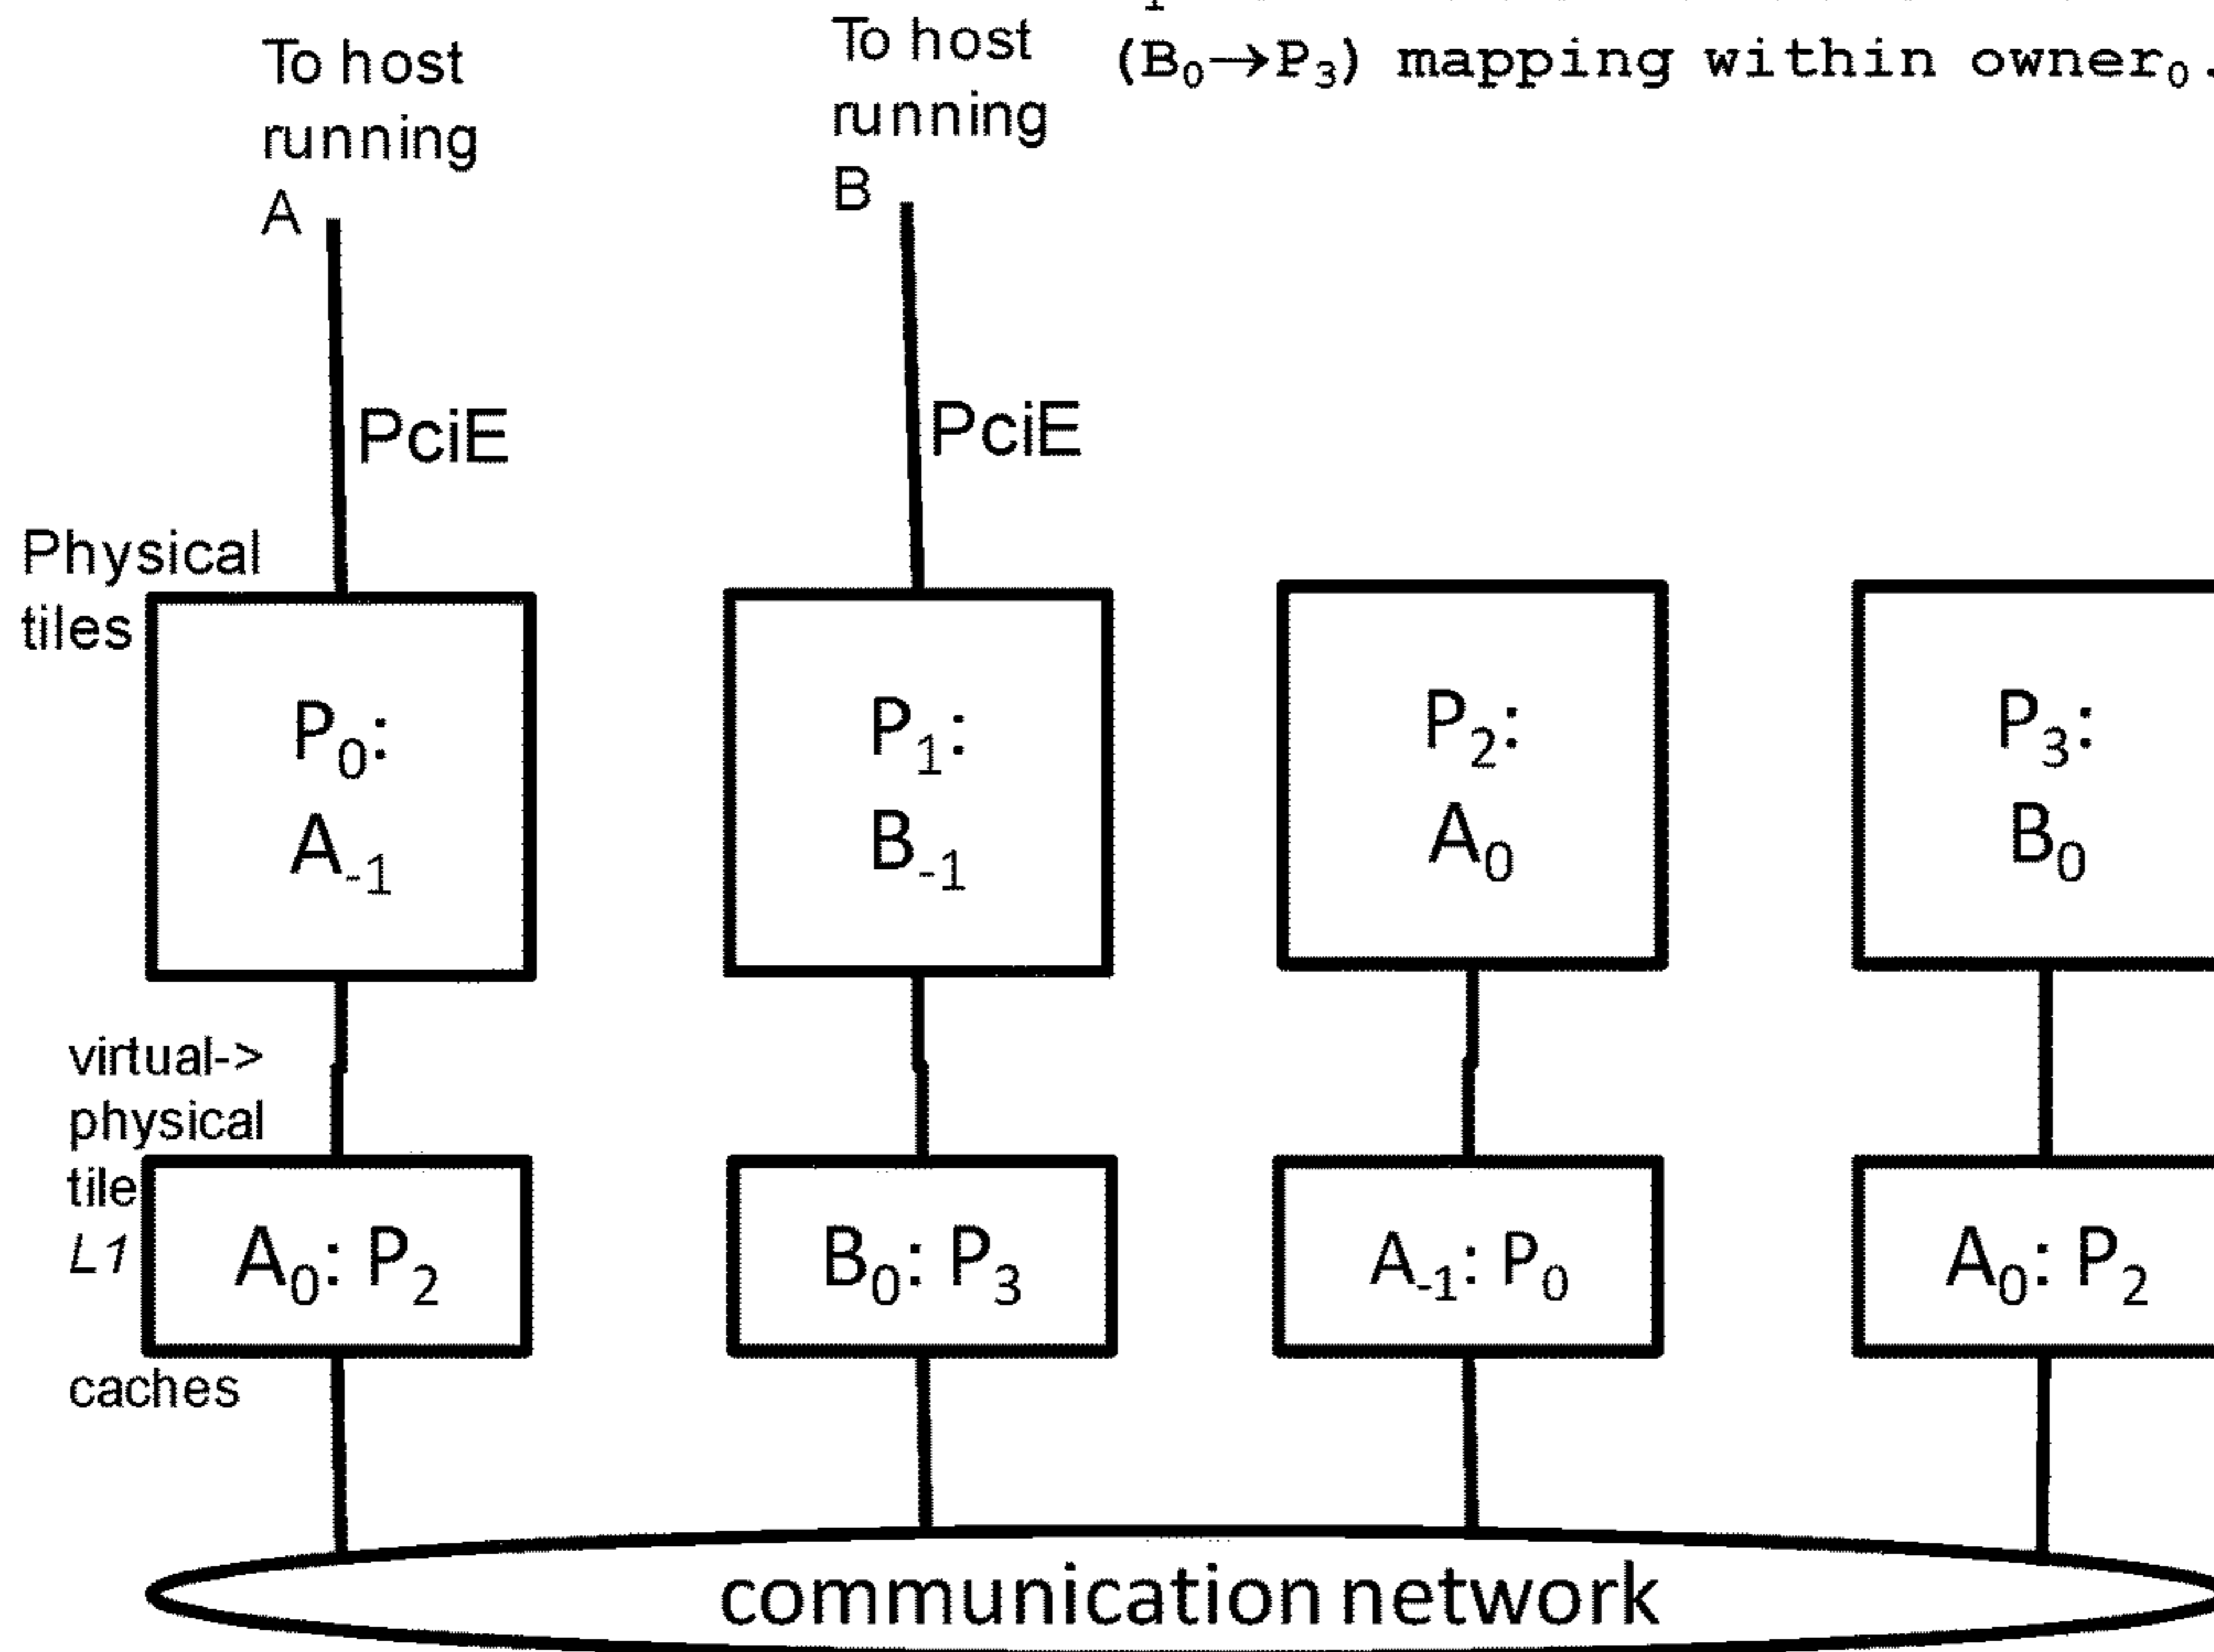 (B₀→P₃) mapping within owner₀.
To host
running
A
To host
running
B
PciE
PciE
Physical
tiles
P₀:
A₋₁
P₁:
B₋₁
P₂:
A₀
P₃:
B₀
virtual->
physical
tile
L1
caches
A₀: P₂
B₀: P₃
A₋₁: P₀
A₀: P₂
communication network